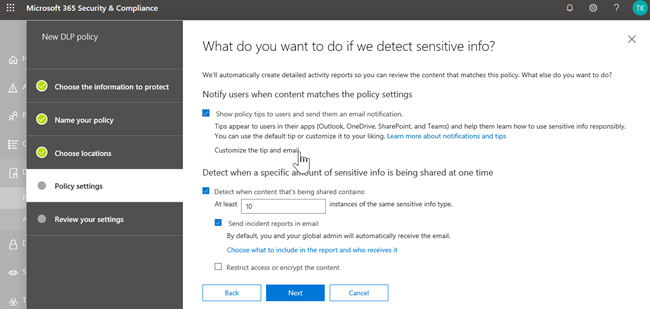 Microsoft 365 Security & Compliance
TK
New DLP policy
Choose the information to protect
Name your policy
Choose locations
Policy settings
Review your settings
What do you want to do if we detect sensitive info?
We'll automatically create detailed activity reports so you can review the content that matches this policy. What else do you want to do?
Notify users when content matches the policy settings
Show policy tips to users and send them an email notification.
Tips appear to users in their apps (Outlook, OneDrive, SharePoint, and Teams) and help them learn how to use sensitive info responsibly.
You can use the default tip or customize it to your liking. Learn more about notifications and tips
Customize the tip and email
Detect when a specific amount of sensitive info is being shared at one time
Detect when content that's being shared contains:
At least 10 instances of the same sensitive info type.
Send incident reports in email
By default, you and your global admin will automatically receive the email.
Choose what to include in the report and who receives it
Restrict access or encrypt the content
Back Next Cancel